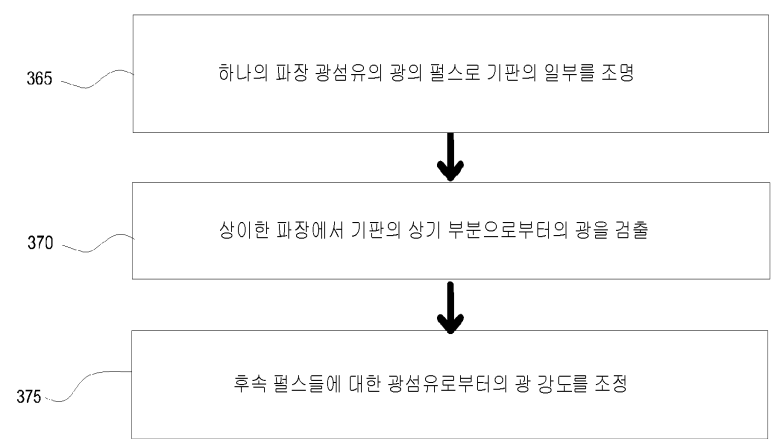 365
하나의 파장 광섬유의 광의 펄스로 기판의 일부를 조명
370
상이한 파장에서 기판의 상기 부분으로부터의 광을 검출
375
후속 펄스들에 대한 광섬유로부터의 광 강도를 조정